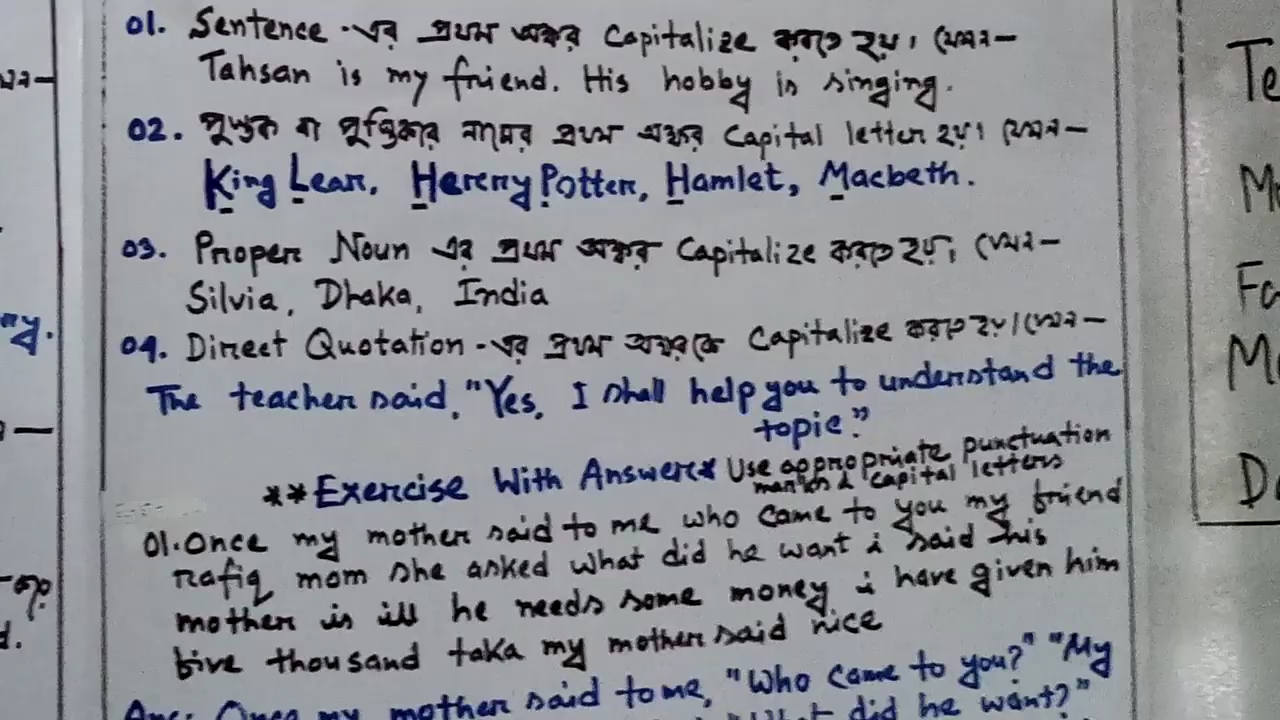 01. Sentence -এর প্রথম অক্ষর Capitalize করতে হয়। যেমন—
Tahsan is my friend. His hobby is singing.
02. পুস্তক বা পুস্তিকার নামের প্রথম অক্ষর Capital letter হয়। যেমন—
King Lear, Herrry Potter, Hamlet, Macbeth.
03. Proper Noun এর প্রথম অক্ষর Capitalize করতে হয়। যেমন—
Silvia, Dhaka, India
04. Direct Quotation -এর প্রথম অক্ষরকে Capitalize করতে হয়। যেমন—
The teacher said, "Yes, I shall help you to understand the
topic."
** Exercise With Answer* Use appropriate punctuation
marks & capital letters
01. Once my mother said to me who came to you my friend
rafiq mom she asked what did he want i said his
mother is ill he needs some money i have given him
five thousand taka my mother said nice
Ans: Once my mother said to me, "Who came to you?" "My
did he want?"
Te
Fa
d.